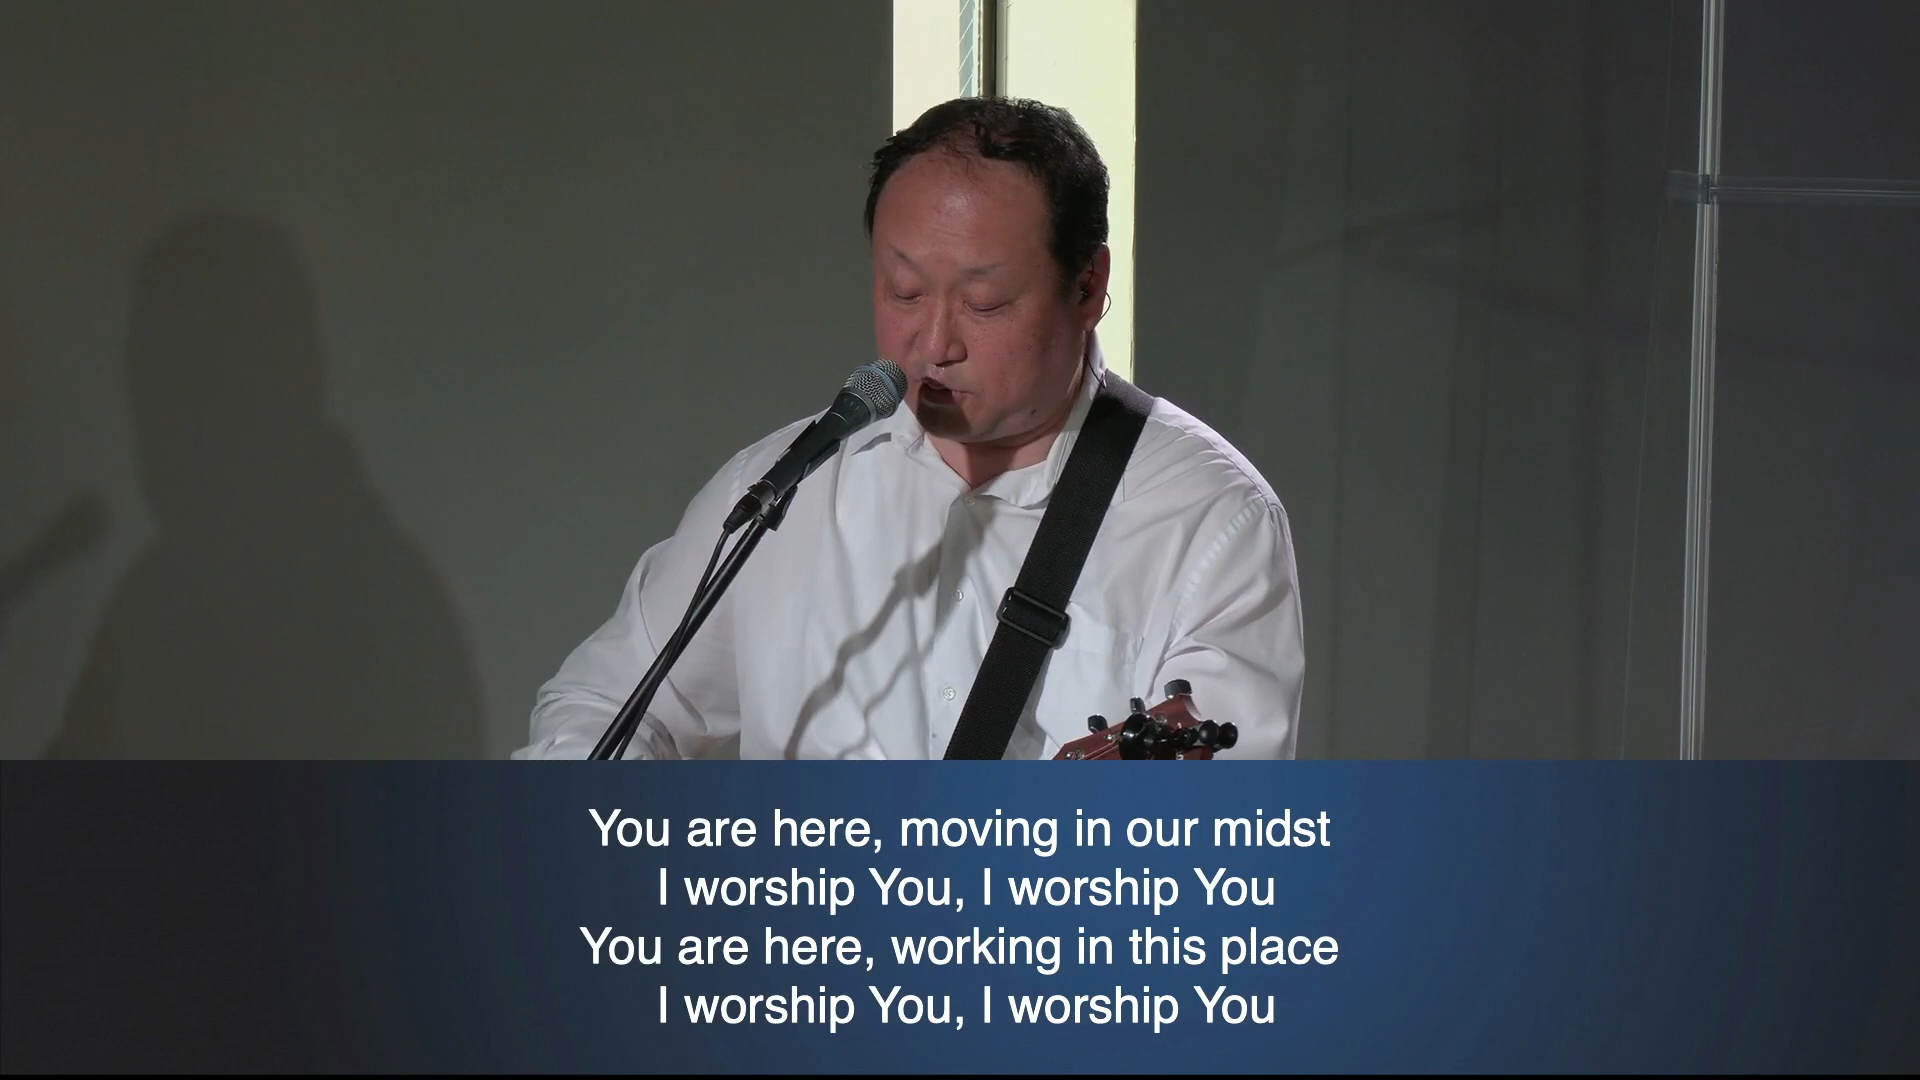 You are here, moving in our midst
I worship You, I worship You
You are here, working in this place
I worship You, I worship You